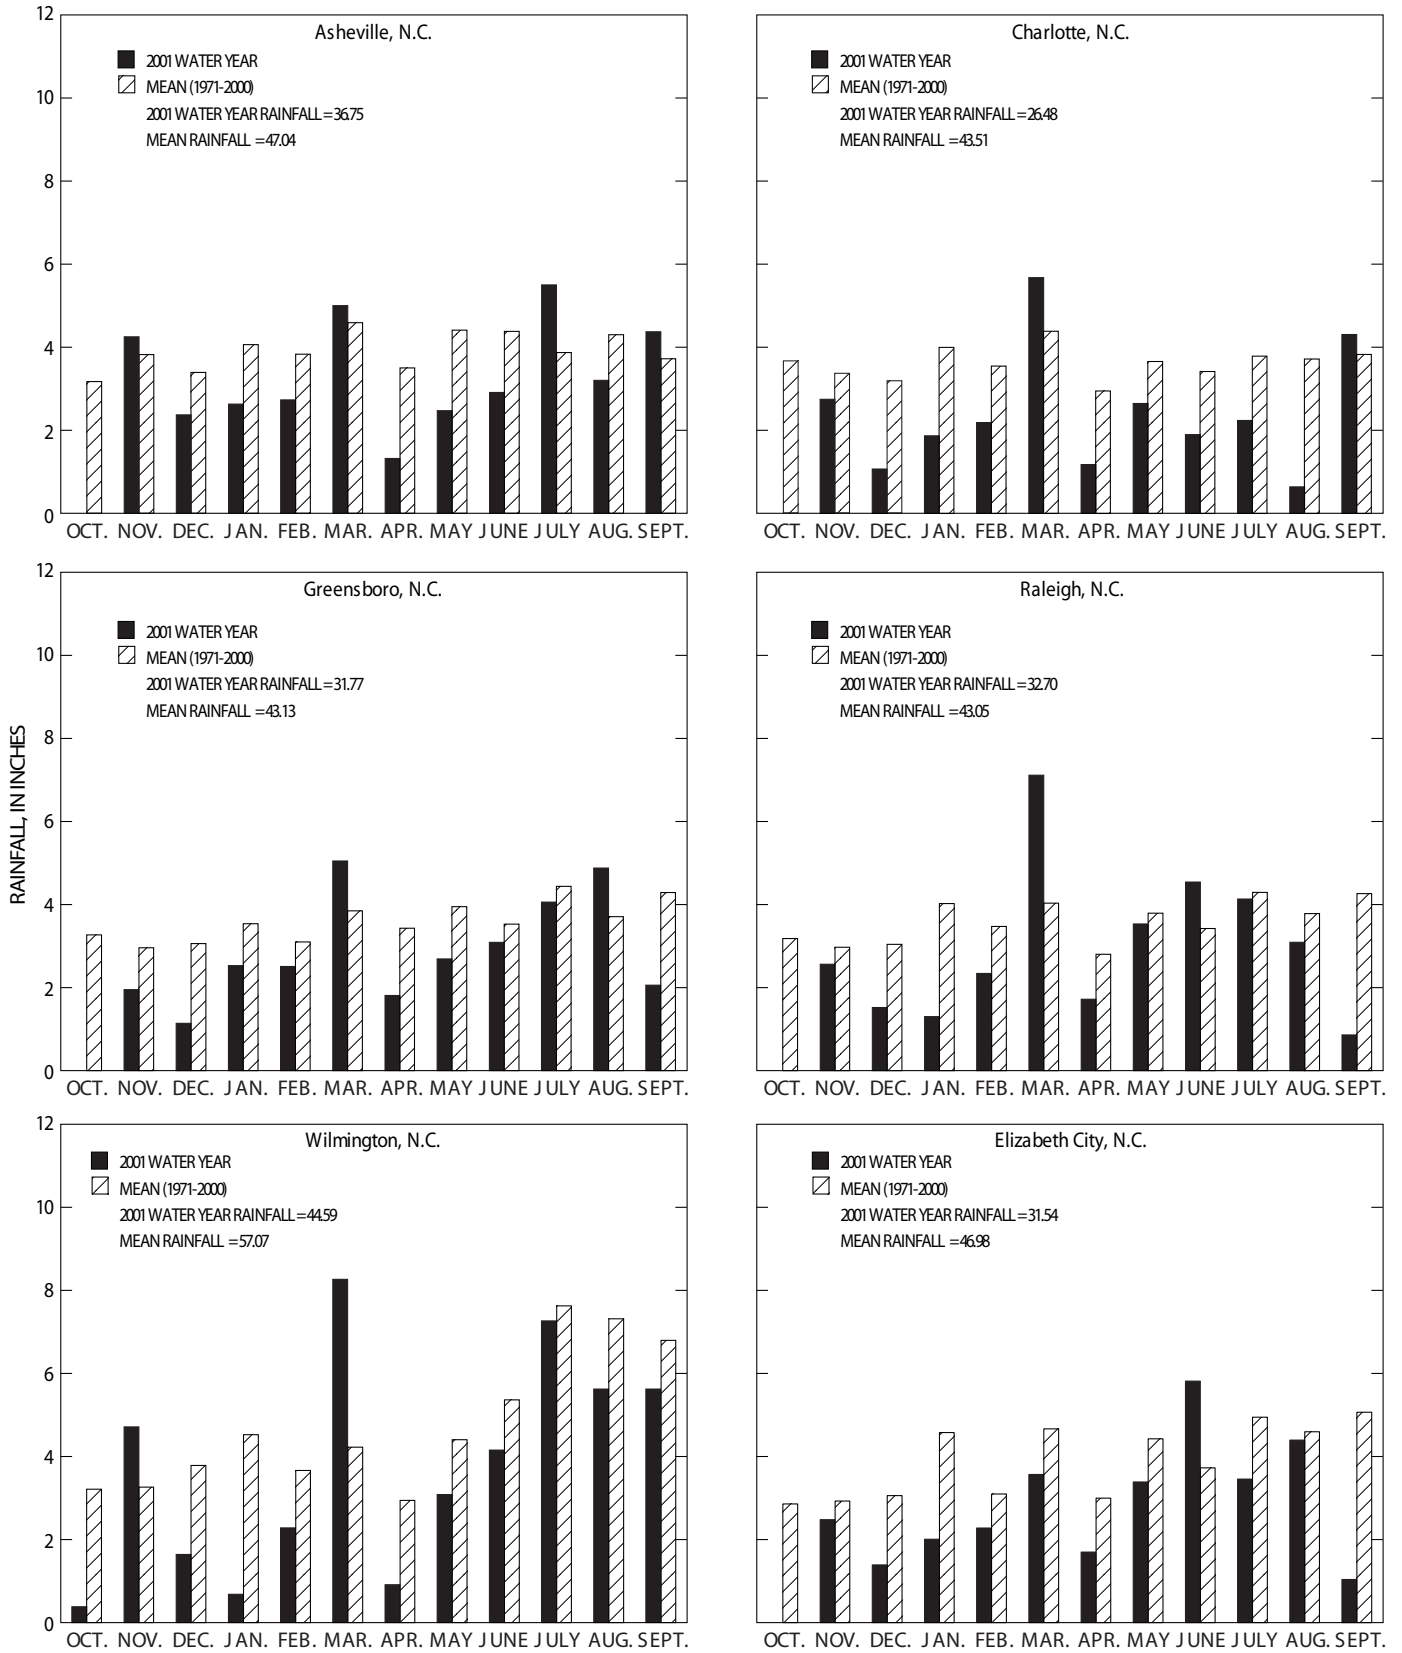 RAINFALL, IN INCHES
Asheville, N.C.
2001 WATER YEAR
MEAN (1971-2000)
2001 WATER YEAR RAINFALL = 36.75
MEAN RAINFALL = 47.04
12
10
8
6
4
2
0
OCT. NOV. DEC. JAN. FEB. MAR. APR. MAY JUNE JULY AUG. SEPT.
Charlotte, N.C.
2001 WATER YEAR
MEAN (1971-2000)
2001 WATER YEAR RAINFALL = 26.48
MEAN RAINFALL = 43.51
OCT. NOV. DEC. JAN. FEB. MAR. APR. MAY JUNE JULY AUG. SEPT.
Greensboro, N.C.
2001 WATER YEAR
MEAN (1971-2000)
2001 WATER YEAR RAINFALL = 31.77
MEAN RAINFALL = 43.13
12
10
8
6
4
2
0
OCT. NOV. DEC. JAN. FEB. MAR. APR. MAY JUNE JULY AUG. SEPT.
Raleigh, N.C.
2001 WATER YEAR
MEAN (1971-2000)
2001 WATER YEAR RAINFALL = 32.70
MEAN RAINFALL = 43.05
OCT. NOV. DEC. JAN. FEB. MAR. APR. MAY JUNE JULY AUG. SEPT.
Wilmington, N.C.
2001 WATER YEAR
MEAN (1971-2000)
2001 WATER YEAR RAINFALL = 44.59
MEAN RAINFALL = 57.07
12
10
8
6
4
2
0
OCT. NOV. DEC. JAN. FEB. MAR. APR. MAY JUNE JULY AUG. SEPT.
Elizabeth City, N.C.
2001 WATER YEAR
MEAN (1971-2000)
2001 WATER YEAR RAINFALL = 31.54
MEAN RAINFALL = 46.98
OCT. NOV. DEC. JAN. FEB. MAR. APR. MAY JUNE JULY AUG. SEPT.